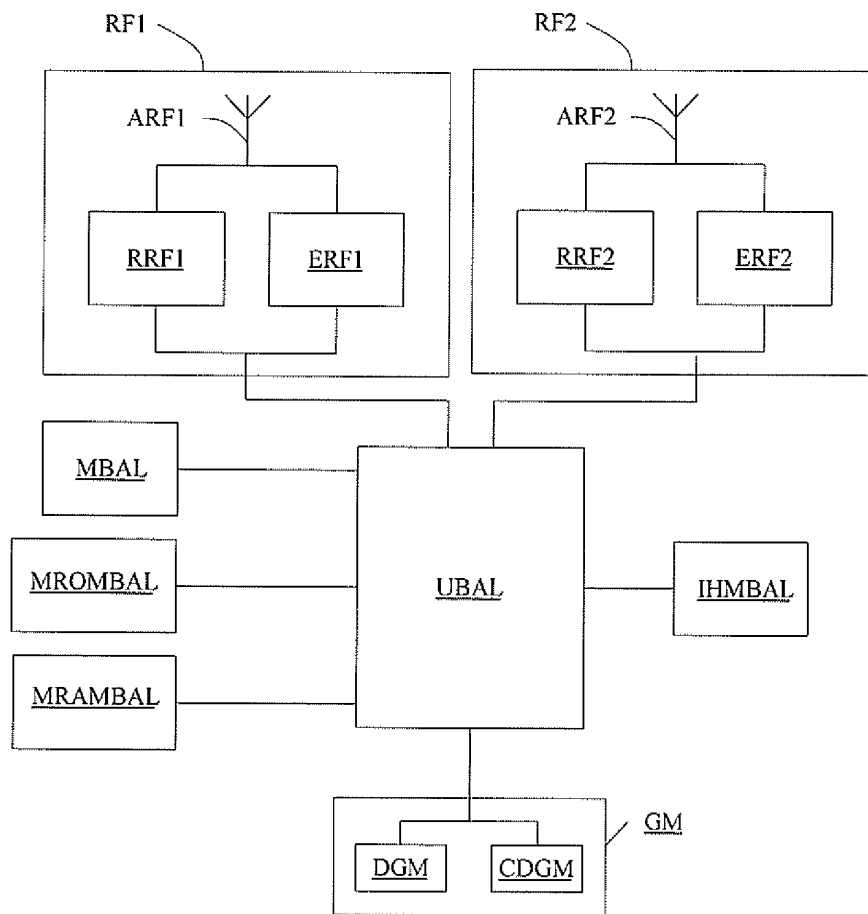 RF1
RF2
ARF1
ARF2
RRF1
ERF1
RRF2
ERF2
MBAL
MROMBAL
UBAL
IHMBAL
MRAMBAL
GM
DGM
CDGM